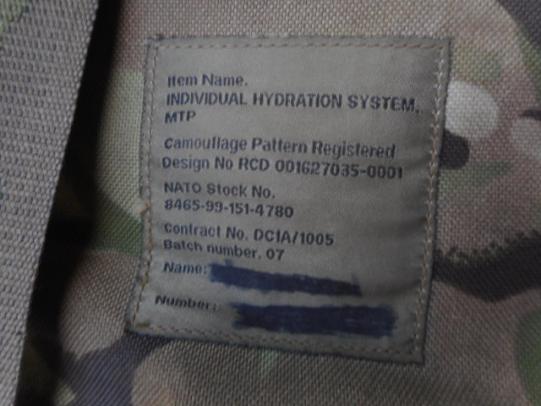 Item Name.
INDIVIDUAL HYDRATION SYSTEM,
MTP
Camouflage Pattern Registered
Design No RCD 001627035-0001
NATO Stock No.
8465-99-151-4780
Contract No. DC1A/1005
Batch number. 07
Name:
Number: